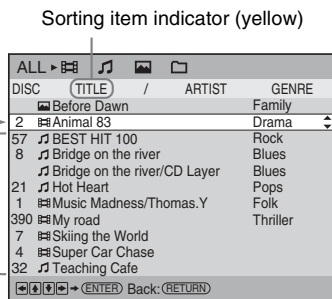 Sorting item indicator (yellow)
ALL
DISC TITLE / ARTIST GENRE
Before Dawn Family
2 Animal 83 Drama
57 BEST HIT 100 Rock
8 Bridge on the river Blues
Bridge on the river/CD Layer Blues
21 Hot Heart Pops
1 Music Madness/Thomas.Y Folk
390 My road Thriller
7 Skiing the World
4 Super Car Chase
32 Teaching Cafe
ENTER Back: RETURN